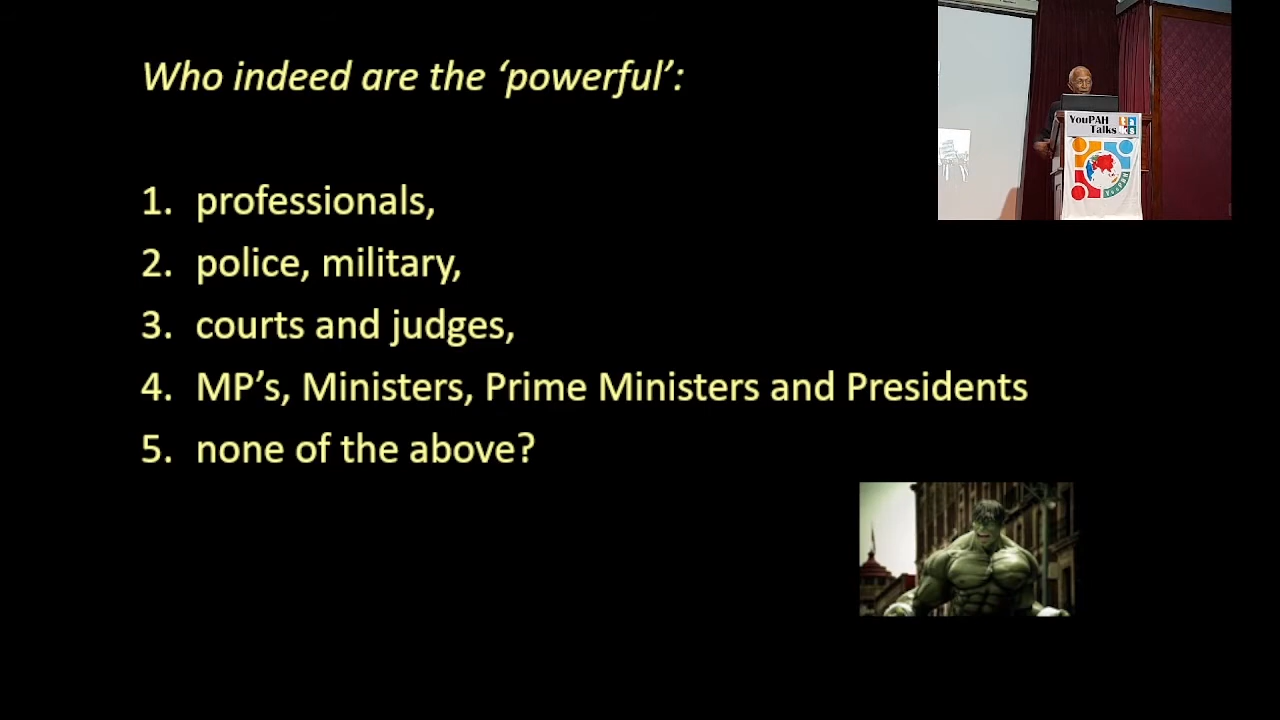 Who indeed are the ‘powerful’:
1. professionals,
2. police, military,
3. courts and judges,
4. MP’s, Ministers, Prime Ministers and Presidents
5. none of the above?
YouPAH
Talks
YouPAH